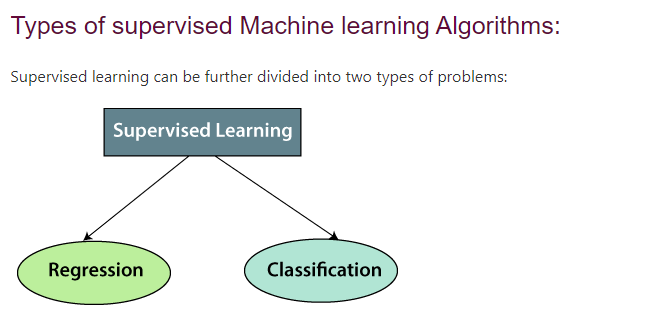 Types of supervised Machine learning Algorithms:
Supervised learning can be further divided into two types of problems:
Supervised Learning
Regression
Classification